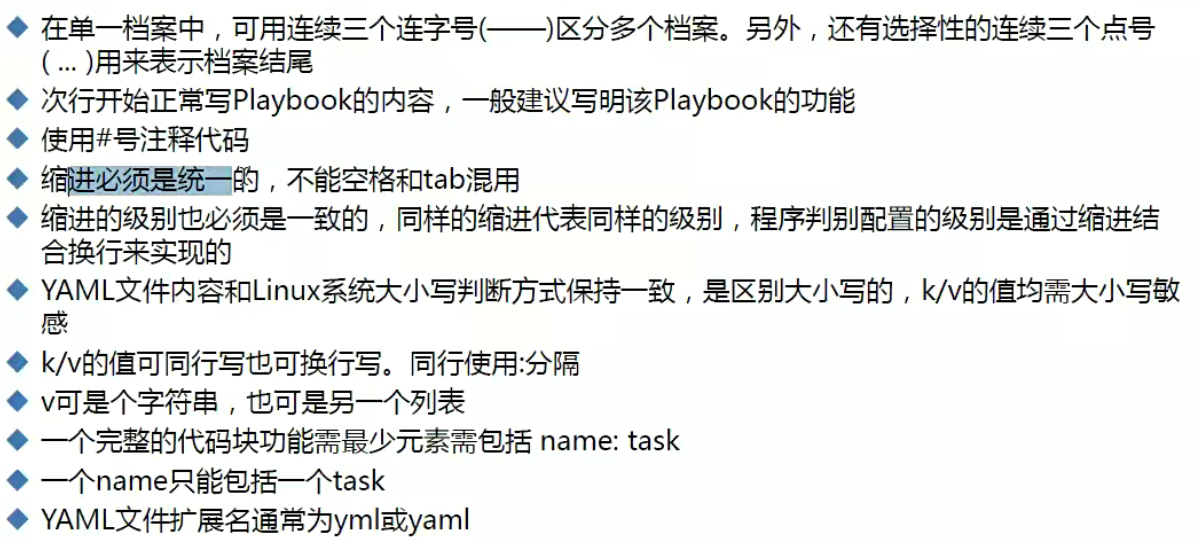 在单一档案中，可用连续三个连字号(——)区分多个档案。另外，还有选择性的连续三个点号
( ... )用来表示档案结尾
次行开始正常写Playbook的内容，一般建议写明该Playbook的功能
使用#号注释代码
缩进必须是统一的，不能空格和tab混用
缩进的级别也必须是一致的，同样的缩进代表同样的级别，程序判别配置的级别是通过缩进结
合换行来实现的
YAML文件内容和Linux系统大小写判断方式保持一致，是区别大小写的，k/v的值均需大小写敏
感
k/v的值可同行写也可换行写。同行使用:分隔
v可是个字符串，也可是另一个列表
一个完整的代码块功能需最少元素需包括 name: task
一个name只能包括一个task
YAML文件扩展名通常为yml或yaml